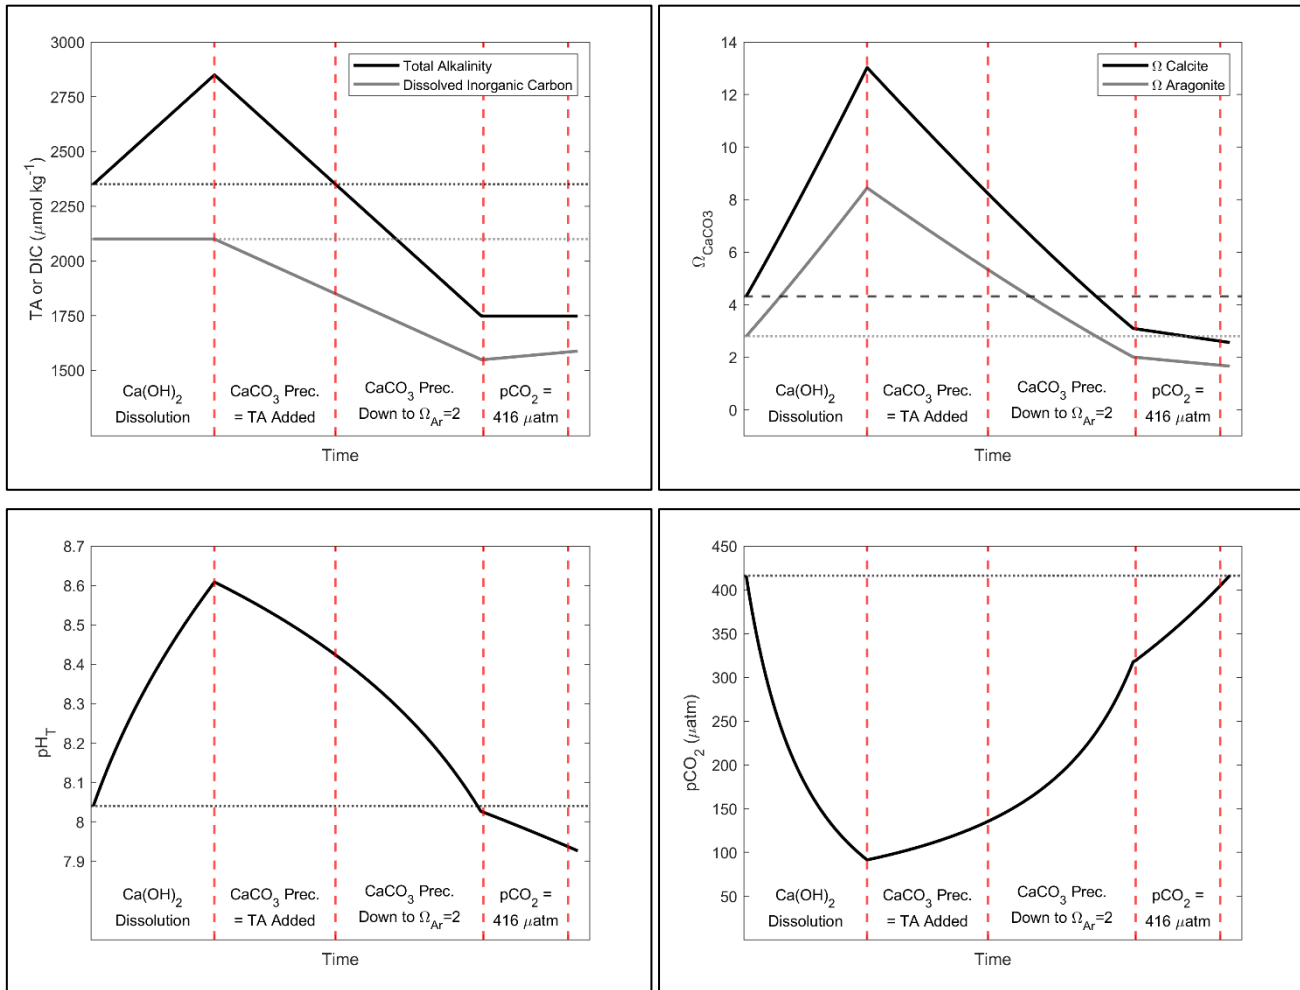 3000
2750
2500
2250
2000
1750
1500
TA or DIC (μmol kg⁻¹)
Total Alkalinity
Dissolved Inorganic Carbon
Ca(OH)₂
Dissolution
CaCO₃ Prec.
= TA Added
CaCO₃ Prec.
Down to Ω_Ar=2
pCO₂ =
416 μatm
Time
14
12
10
8
6
4
2
0
Ω_CaCO3
Ω Calcite
Ω Aragonite
Ca(OH)₂
Dissolution
CaCO₃ Prec.
= TA Added
CaCO₃ Prec.
Down to Ω_Ar=2
pCO₂ =
416 μatm
Time
8.7
8.6
8.5
8.4
8.3
8.2
8.1
8
7.9
pH_T
Ca(OH)₂
Dissolution
CaCO₃ Prec.
= TA Added
CaCO₃ Prec.
Down to Ω_Ar=2
pCO₂ =
416 μatm
Time
450
400
350
300
250
200
150
100
50
pCO₂ (μatm)
Ca(OH)₂
Dissolution
CaCO₃ Prec.
= TA Added
CaCO₃ Prec.
Down to Ω_Ar=2
pCO₂ =
416 μatm
Time